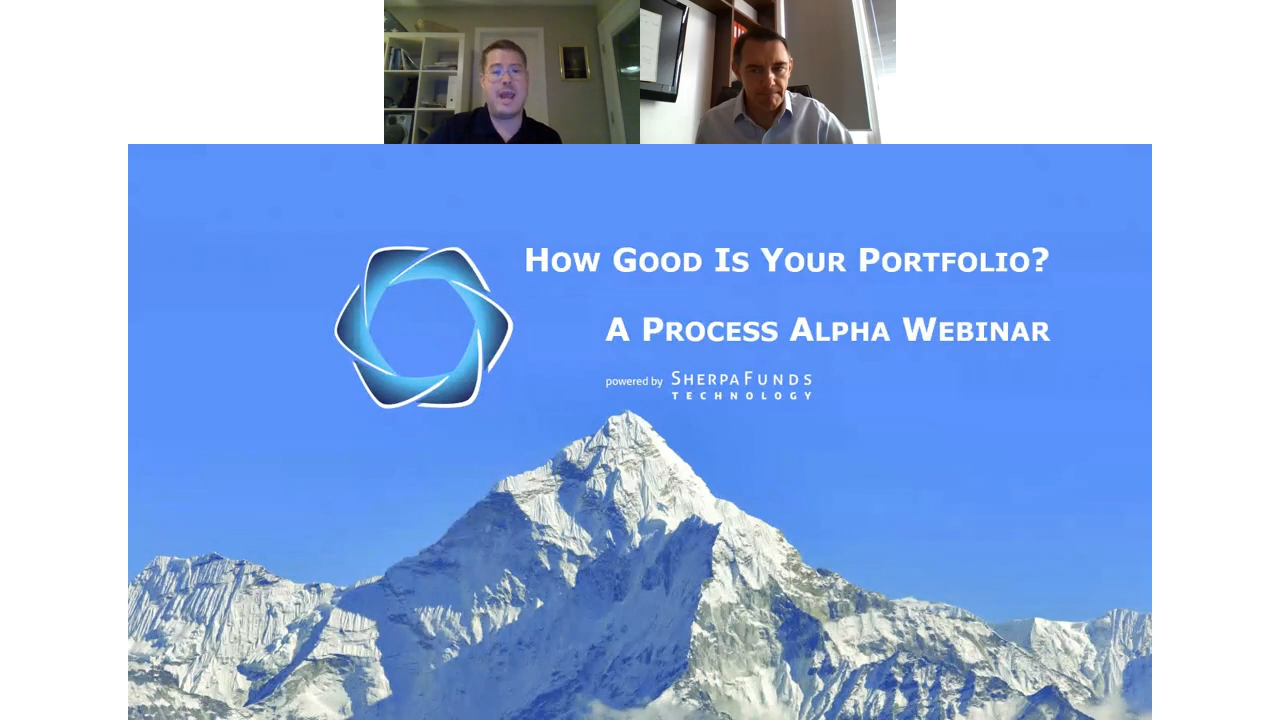 How Good Is Your Portfolio?
A Process Alpha Webinar
powered by SherpaFunds
TECHNOLOGY